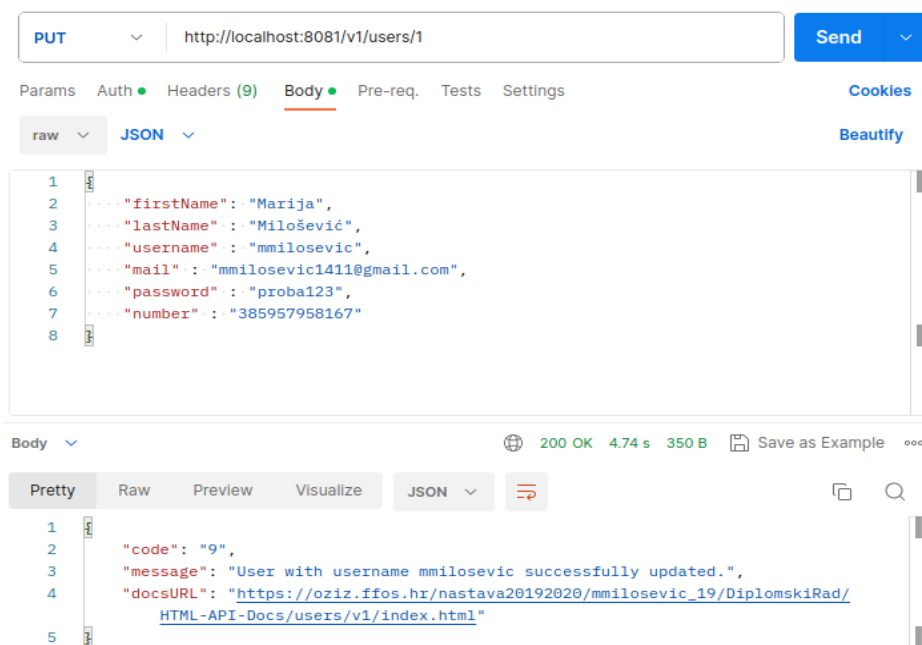 PUT http://localhost:8081/v1/users/1 Send
Params Auth Headers (9) Body Pre-req. Tests Settings Cookies
raw JSON Beautify
1 {
2 "firstName": "Marija",
3 "lastName" : "Milošević",
4 "username" : "mmilosevic",
5 "mail" : "mmilosevic1411@gmail.com",
6 "password" : "proba123",
7 "number" : "385957958167"
8 }
Body 200 OK 4.74 s 350 B Save as Example
Pretty Raw Preview Visualize JSON
1 {
2 "code": "9",
3 "message": "User with username mmilosevic successfully updated.",
4 "docsURL": "https://oziz.ffos.hr/nastava20192020/mmilosevic_19/DiplomskiRad/
HTML-API-Docs/users/v1/index.html"
5 }